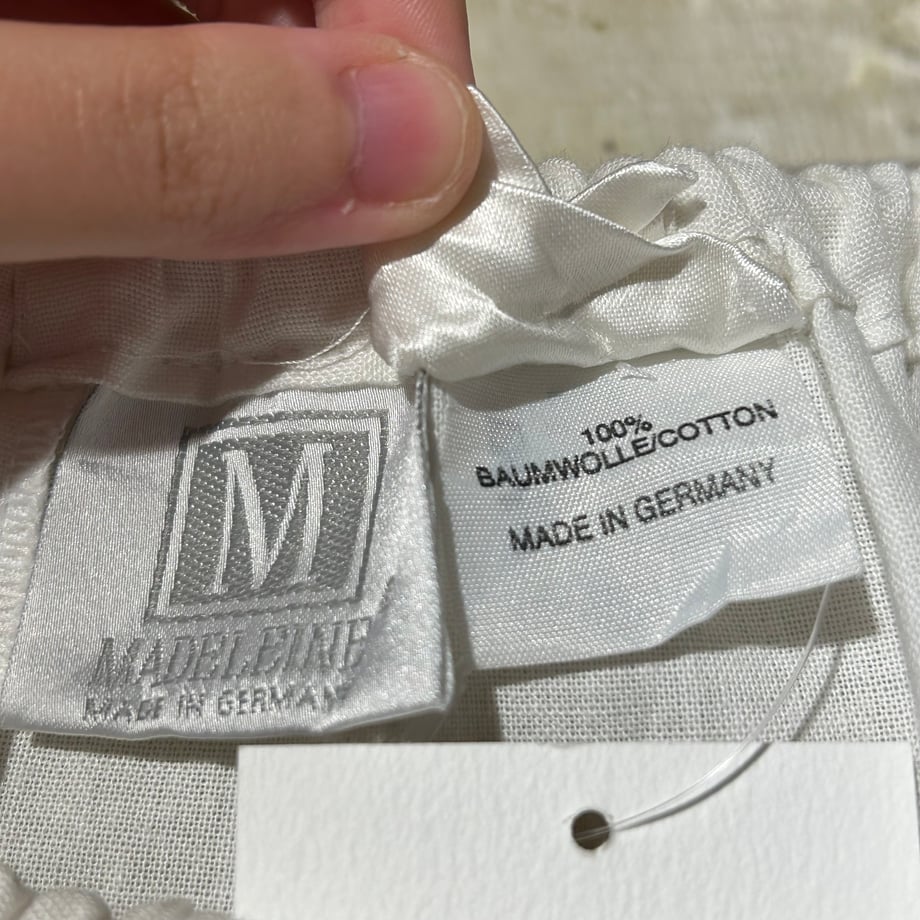 M
MADELEINE
MADE IN GERMANY
100%
BAUMWOLLE/COTTON
MADE IN GERMANY